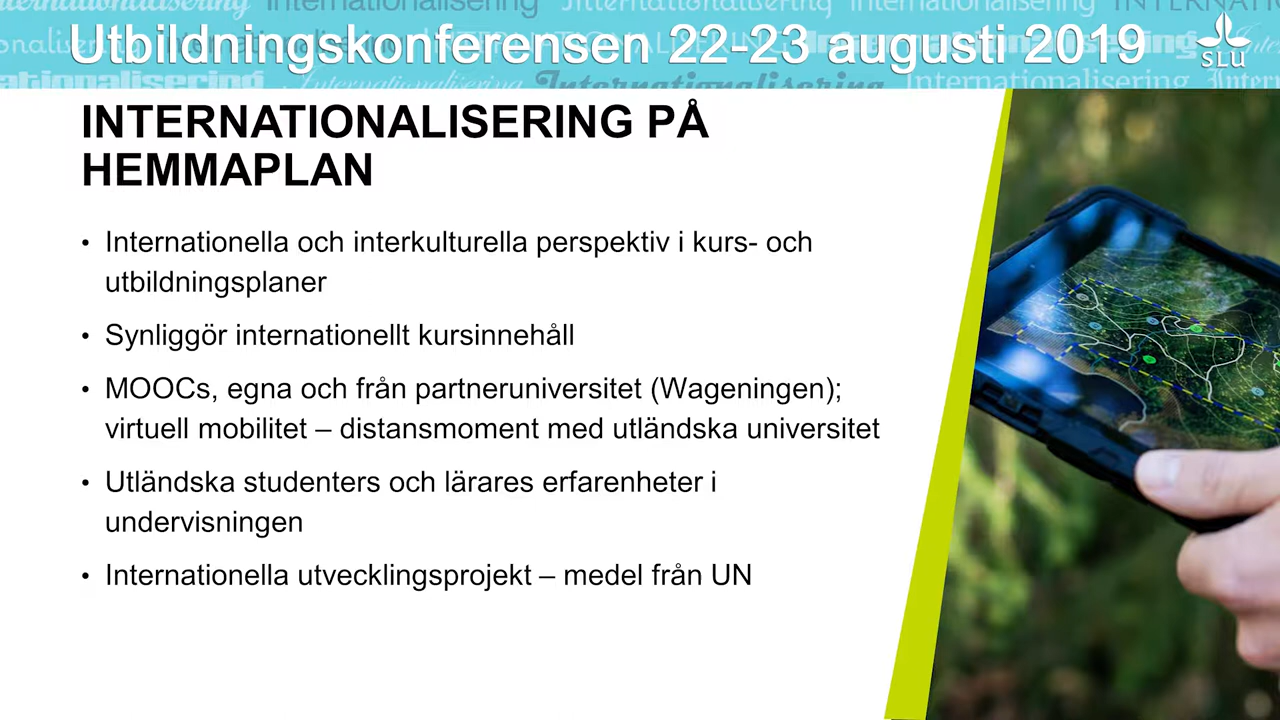 Utbildningskonferensen 22-23 augusti 2019
SLU
INTERNATIONALISERING PÅ
HEMMAPLAN
• Internationella och interkulturella perspektiv i kurs- och
utbildningsplaner
• Synliggör internationellt kursinnehåll
• MOOCs, egna och från partneruniversitet (Wageningen);
virtuell mobilitet – distansmoment med utländska universitet
• Utländska studenters och lärares erfarenheter i
undervisningen
• Internationella utvecklingsprojekt – medel från UN